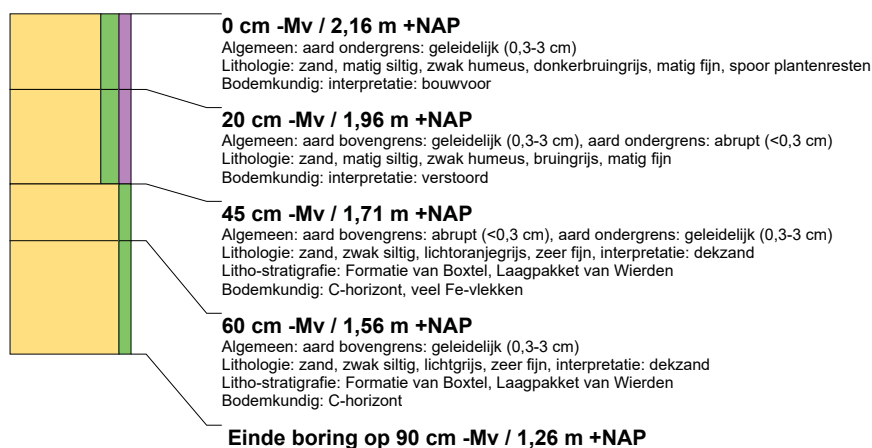 0 cm -Mv / 2,16 m +NAP
Algemeen: aard ondergrens: geleidelijk (0,3-3 cm)
Lithologie: zand, matig siltig, zwak humeus, donkerbruingrijs, matig fijn, spoor plantenresten
Bodemkundig: interpretatie: bouwvoor
20 cm -Mv / 1,96 m +NAP
Algemeen: aard bovengrens: geleidelijk (0,3-3 cm), aard ondergrens: abrupt (<0,3 cm)
Lithologie: zand, matig siltig, zwak humeus, bruingrijs, matig fijn
Bodemkundig: interpretatie: verstoord
45 cm -Mv / 1,71 m +NAP
Algemeen: aard bovengrens: abrupt (<0,3 cm), aard ondergrens: geleidelijk (0,3-3 cm)
Lithologie: zand, zwak siltig, lichtoranjegrijs, zeer fijn, interpretatie: dekzand
Litho-stratigrafie: Formatie van Boxtel, Laagpakket van Wierden
Bodemkundig: C-horizont, veel Fe-vlekken
60 cm -Mv / 1,56 m +NAP
Algemeen: aard bovengrens: geleidelijk (0,3-3 cm)
Lithologie: zand, zwak siltig, lichtgrijs, zeer fijn, interpretatie: dekzand
Litho-stratigrafie: Formatie van Boxtel, Laagpakket van Wierden
Bodemkundig: C-horizont
Einde boring op 90 cm -Mv / 1,26 m +NAP